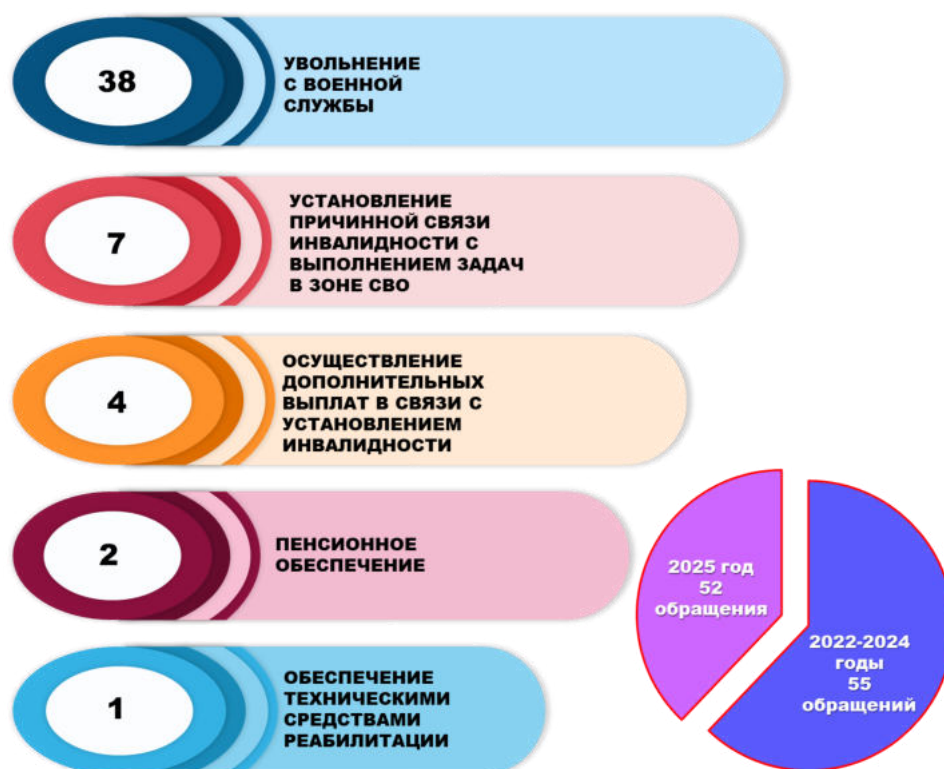 38
УВОЛЬНЕНИЕ
С ВОЕННОЙ
СЛУЖБЫ
7
УСТАНОВЛЕНИЕ
ПРИЧИННОЙ СВЯЗИ
ИНВАЛИДНОСТИ С
ВЫПОЛНЕНИЕМ ЗАДАЧ
В ЗОНЕ СВО
4
ОСУЩЕСТВЛЕНИЕ
ДОПОЛНИТЕЛЬНЫХ
ВЫПЛАТ В СВЯЗИ С
УСТАНОВЛЕНИЕМ
ИНВАЛИДНОСТИ
2
ПЕНСИОННОЕ
ОБЕСПЕЧЕНИЕ
1
ОБЕСПЕЧЕНИЕ
ТЕХНИЧЕСКИМИ
СРЕДСТВАМИ
РЕАБИЛИТАЦИИ
2025 год
52
обращения
2022-2024
годы
55
обращений